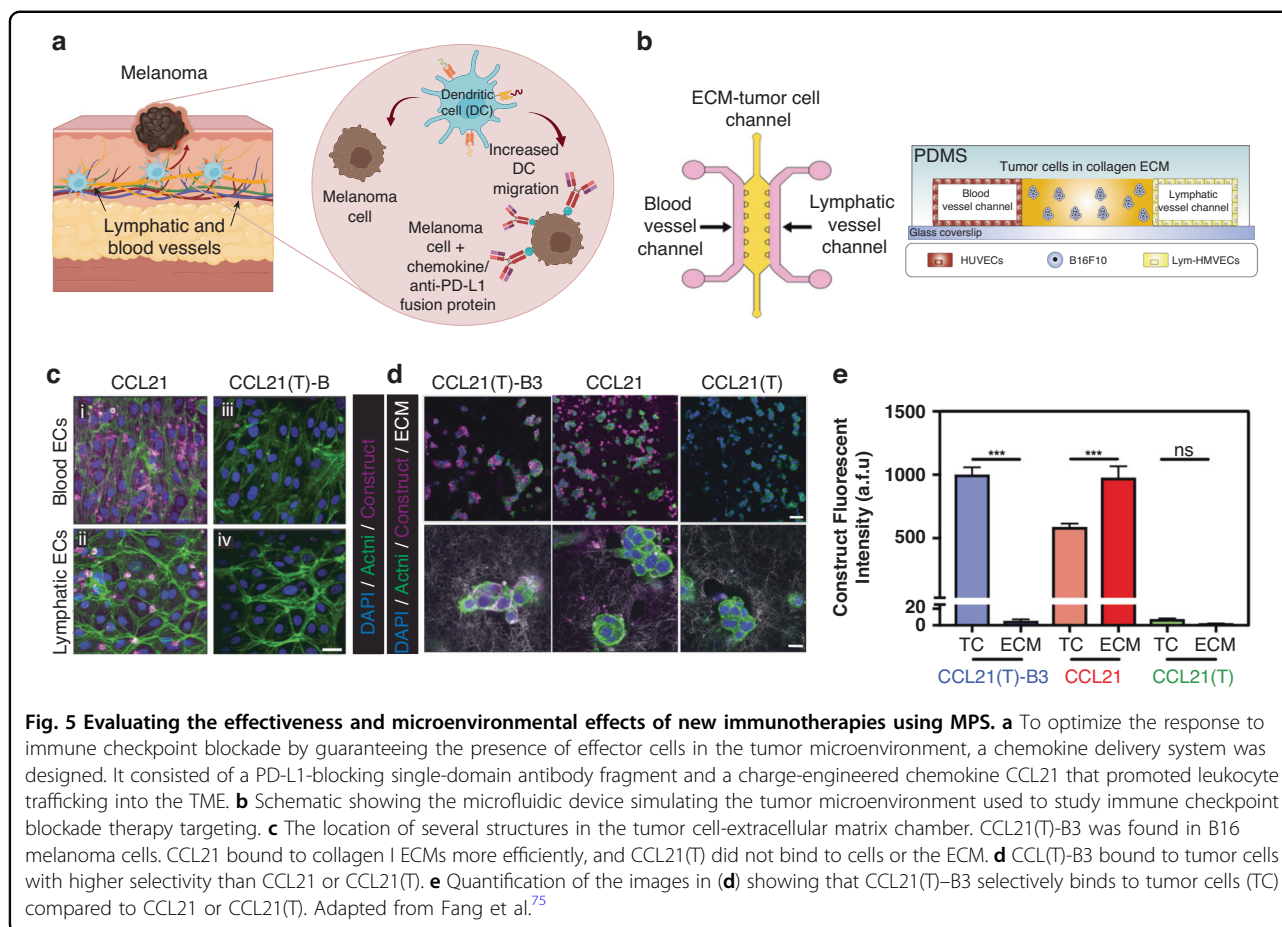 a
Melanoma
Lymphatic and
blood vessels
Dendritic
cell (DC)
Melanoma
cell
Increased
DC
migration
Melanoma
cell +
chemokine/
anti-PD-L1
fusion protein
b
ECM-tumor cell
channel
Blood
vessel
channel
Lymphatic
vessel
channel
PDMS
Tumor cells in collagen ECM
Blood
vessel channel
Lymphatic
vessel channel
Glass coverslip
HUVECs
B16F10
Lym-HMVECs
c
CCL21
CCL21(T)-B
Blood ECs
Lymphatic ECs
i
iii
ii
iv
DAPI / Actni / Construct
d
DAPI / Actni / Construct / ECM
CCL21(T)-B3
CCL21
CCL21(T)
e
Construct Fluorescent
Intensity (a.f.u)
1500
1000
500
20
0
***
***
ns
TC ECM TC ECM TC ECM
CCL21(T)-B3 CCL21 CCL21(T)
Fig. 5 Evaluating the effectiveness and microenvironmental effects of new immunotherapies using MPS. a To optimize the response to
immune checkpoint blockade by guaranteeing the presence of effector cells in the tumor microenvironment, a chemokine delivery system was
designed. It consisted of a PD-L1-blocking single-domain antibody fragment and a charge-engineered chemokine CCL21 that promoted leukocyte
trafficking into the TME. b Schematic showing the microfluidic device simulating the tumor microenvironment used to study immune checkpoint
blockade therapy targeting. c The location of several structures in the tumor cell-extracellular matrix chamber. CCL21(T)-B3 was found in B16
melanoma cells. CCL21 bound to collagen I ECMs more efficiently, and CCL21(T) did not bind to cells or the ECM. d CCL(T)-B3 bound to tumor cells
with higher selectivity than CCL21 or CCL21(T). e Quantification of the images in (d) showing that CCL21(T)–B3 selectively binds to tumor cells (TC)
compared to CCL21 or CCL21(T). Adapted from Fang et al.75